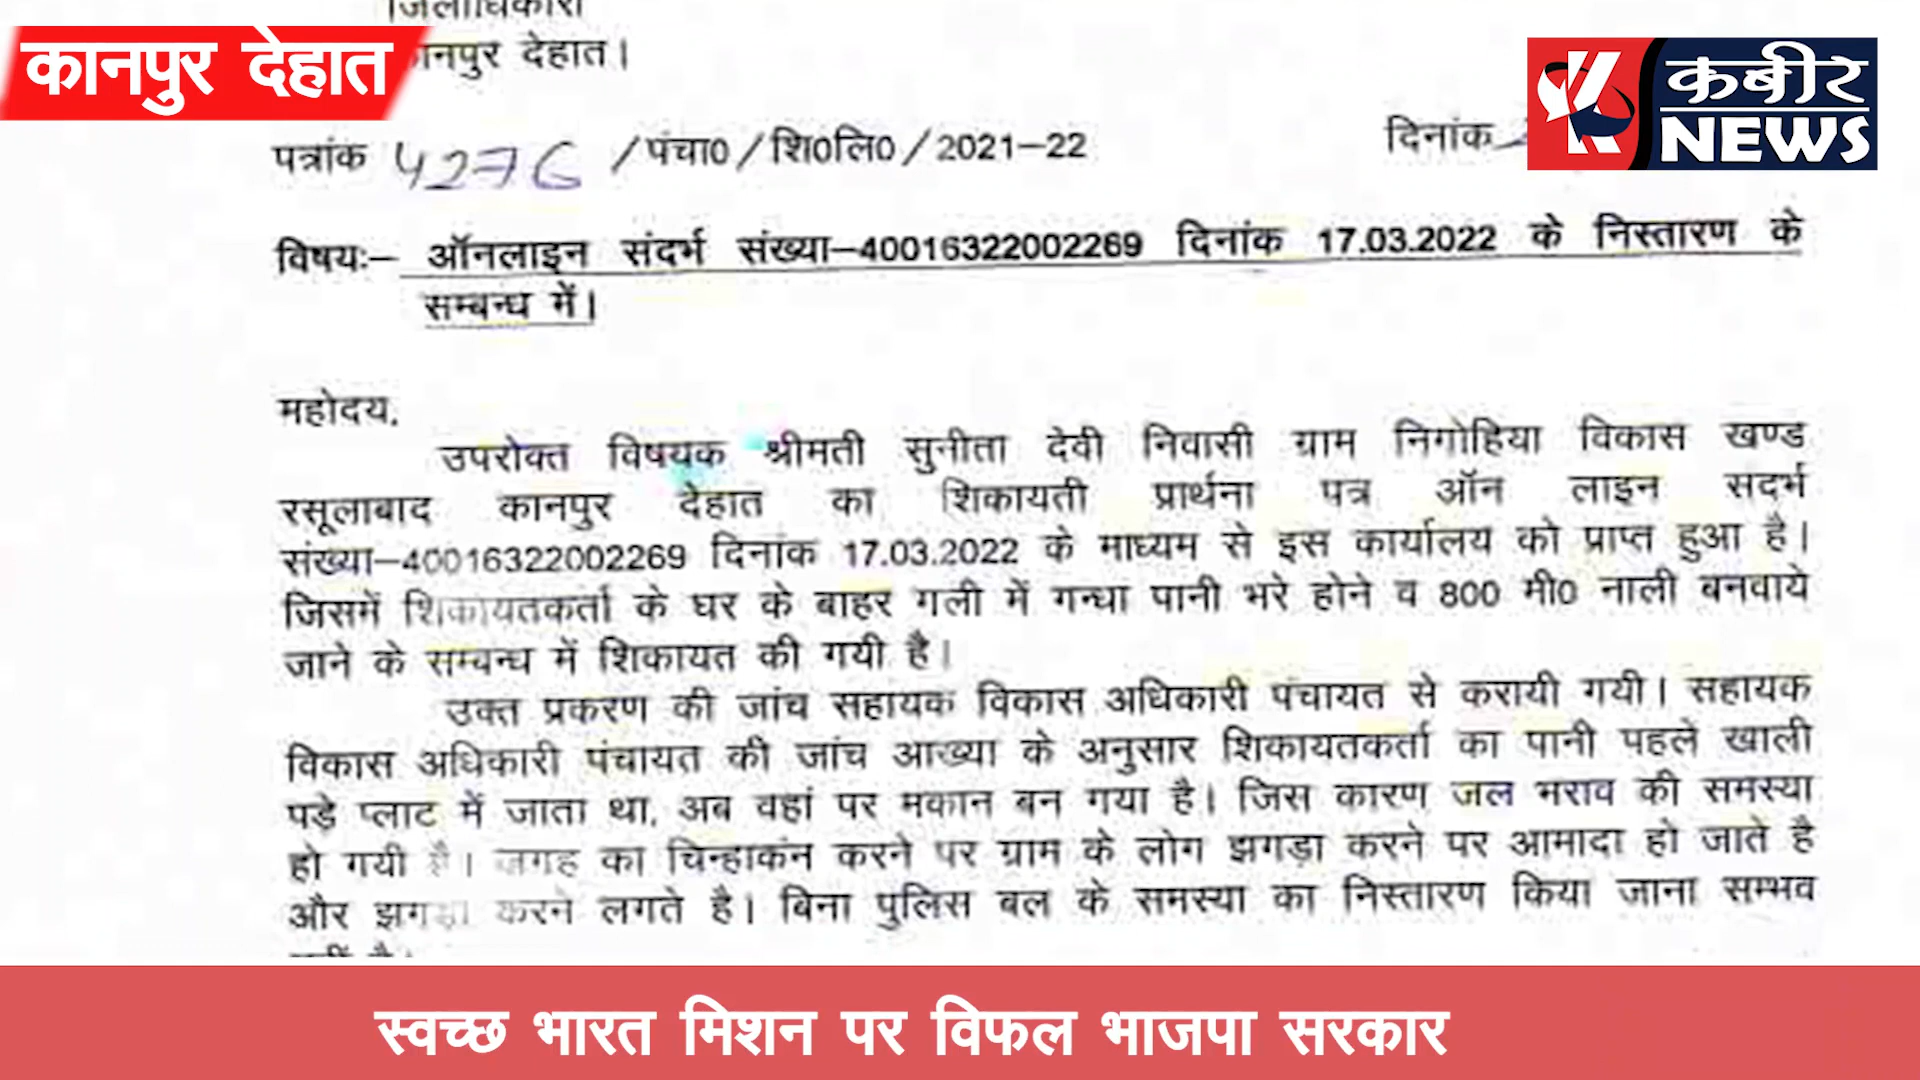 जिलाधिकारी
कानपुर देहात
कानपुर देहात।
कबीर
NEWS
पत्रांक 4276 /पंचा0/शि0लि0/2021-22 दिनांक
विषयः– ऑनलाइन संदर्भ संख्या–40016322002269 दिनांक 17.03.2022 के निस्तारण के
सम्बन्ध में।
महोदय,
उपरोक्त विषयक श्रीमती सुनीता देवी निवासी ग्राम निगोहिया विकास खण्ड
रसूलाबाद कानपुर देहात का शिकायती प्रार्थना पत्र ऑन लाइन संदर्भ
संख्या–40016322002269 दिनांक 17.03.2022 के माध्यम से इस कार्यालय को प्राप्त हुआ है।
जिसमें शिकायतकर्ता के घर के बाहर गली में गन्धा पानी भरे होने व 800 मी0 नाली बनवाये
जाने के सम्बन्ध में शिकायत की गयी है।
उक्त प्रकरण की जांच सहायक विकास अधिकारी पंचायत से करायी गयी। सहायक
विकास अधिकारी पंचायत की जांच आख्या के अनुसार शिकायतकर्ता का पानी पहले खाली
पड़े प्लाट में जाता था, अब वहां पर मकान बन गया है। जिस कारण जल भराव की समस्या
हो गयी है। जगह का चिन्हाकंन करने पर ग्राम के लोग झगड़ा करने पर आमादा हो जाते है
और झगड़ा करने लगते है। बिना पुलिस बल के समस्या का निस्तारण किया जाना सम्भव
स्वच्छ भारत मिशन पर विफल भाजपा सरकार